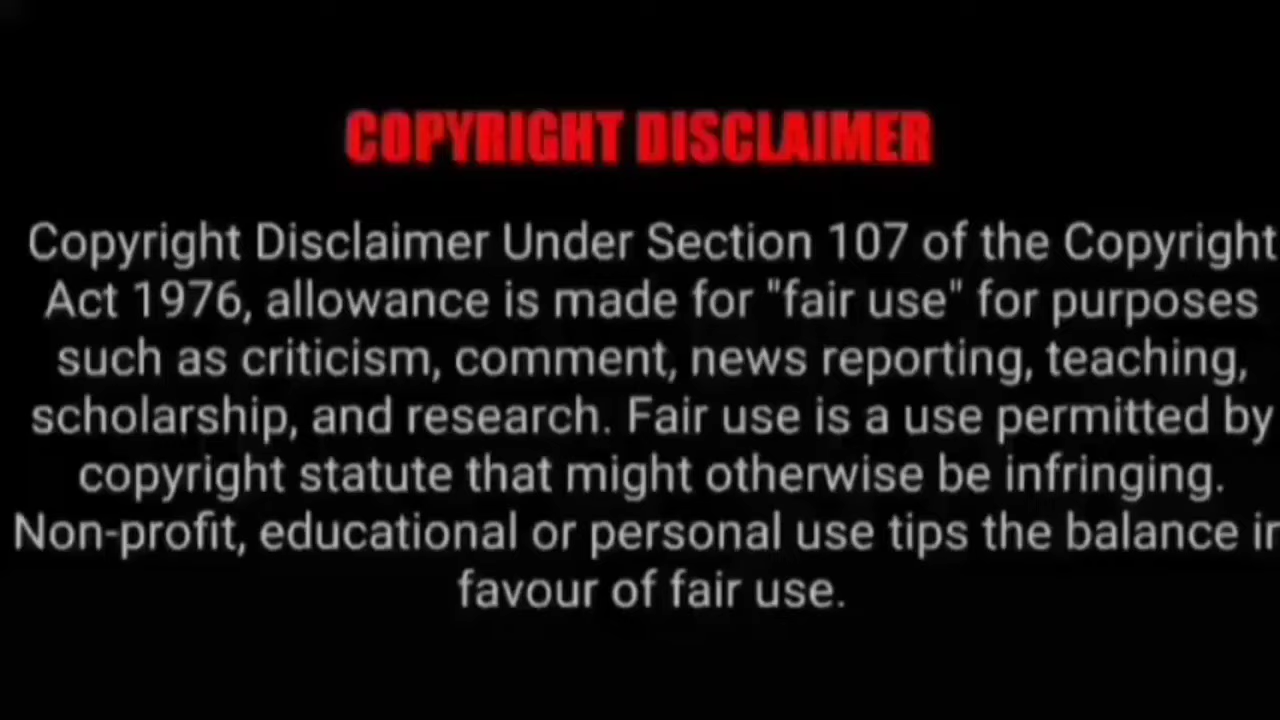 COPYRIGHT DISCLAIMER
Copyright Disclaimer Under Section 107 of the Copyright
Act 1976, allowance is made for "fair use" for purposes
such as criticism, comment, news reporting, teaching,
scholarship, and research. Fair use is a use permitted by
copyright statute that might otherwise be infringing.
Non-profit, educational or personal use tips the balance in
favour of fair use.